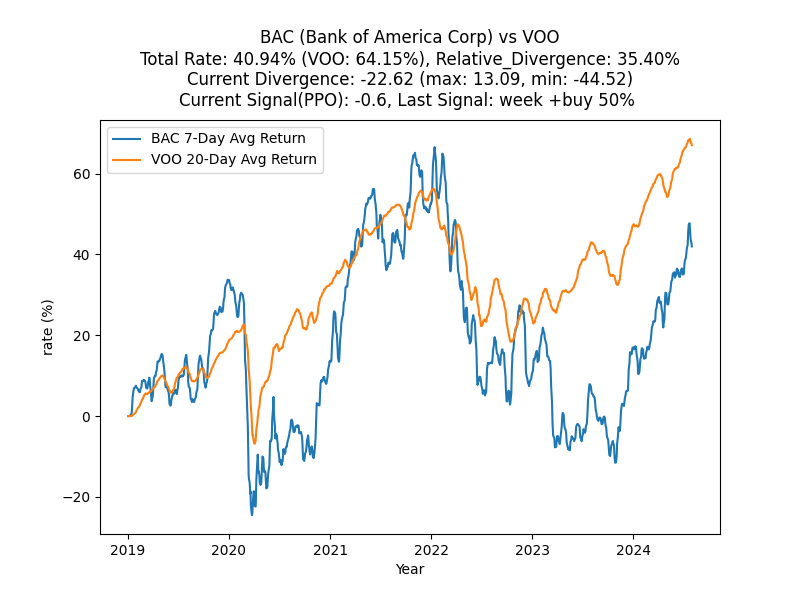 BAC (Bank of America Corp) vs VOO
Total Rate: 40.94% (VOO: 64.15%), Relative_Divergence: 35.40%
Current Divergence: -22.62 (max: 13.09, min: -44.52)
Current Signal(PPO): -0.6, Last Signal: week +buy 50%
BAC 7-Day Avg Return
VOO 20-Day Avg Return
60
40
20
0
−20
rate (%)
2019
2020
2021
2022
2023
2024
Year